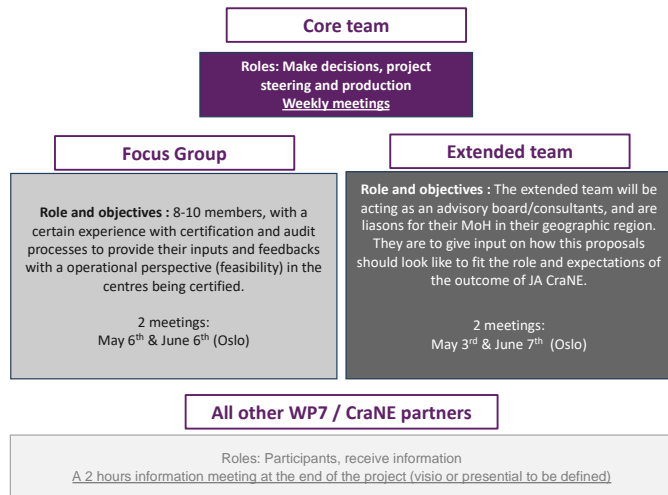 Core team
Roles: Make decisions, project
steering and production
Weekly meetings
Focus Group
Role and objectives : 8-10 members, with a
certain experience with certification and audit
processes to provide their inputs and feedbacks
with a operational perspective (feasibility) in the
centres being certified.
2 meetings:
May 6th & June 6th (Oslo)
Extended team
Role and objectives : The extended team will be
acting as an advisory board/consultants, and are
liasons for their MoH in their geographic region.
They are to give input on how this proposals
should look like to fit the role and expectations of
the outcome of JA CraNE.
2 meetings:
May 3rd & June 7th (Oslo)
All other WP7 / CraNE partners
Roles: Participants, receive information
A 2 hours information meeting at the end of the project (visio or presential to be defined)